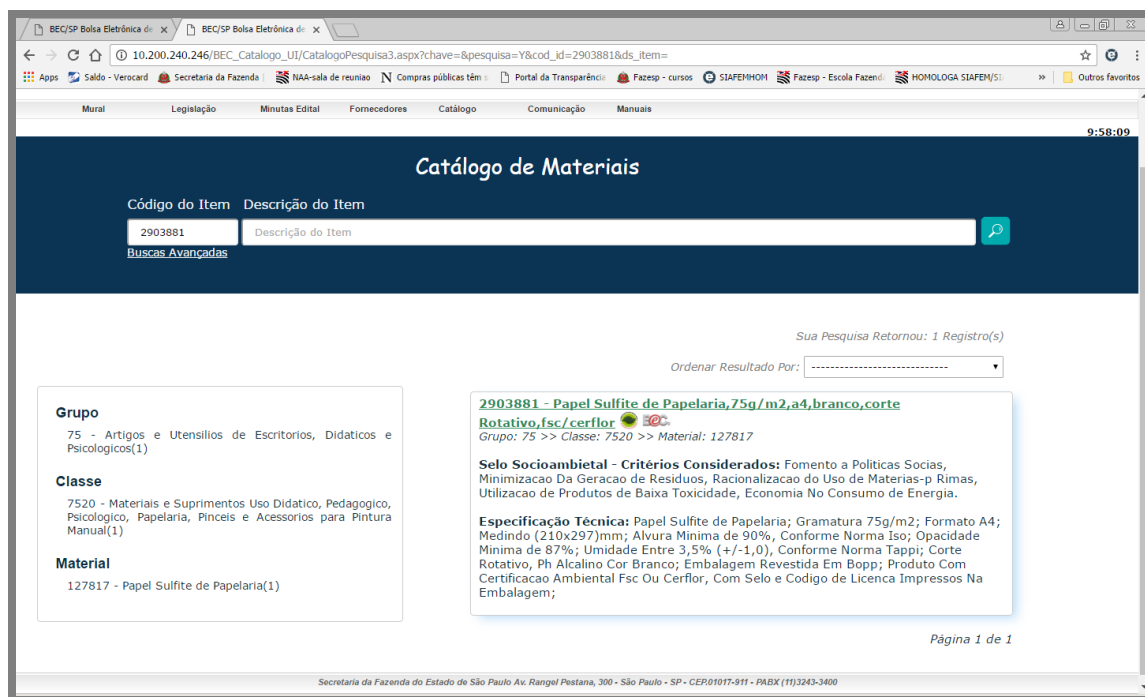 BEC/SP Bolsa Eletrônica de
BEC/SP Bolsa Eletrônica de
10.200.240.246/BEC_Catalogo_UI/CatalogoPesquisa3.aspx?chave=&pesquisa=Y&cod_id=2903881&ds_item=
Apps Saldo - Verocard Secretaria da Fazenda NAA-sala de reuniao Compras públicas têm Portal da Transparência Fazesp - cursos SIAFEMHOM Fazesp - Escola Fazend HOMOLOGA SIAFEM/SI » Outros favoritos
Mural Legislação Minutas Edital Fornecedores Catálogo Comunicação Manuais
9:58:09
Catálogo de Materiais
Código do Item Descrição do Item
2903881 Descrição do Item
Buscas Avançadas
Sua Pesquisa Retornou: 1 Registro(s)
Ordenar Resultado Por: ----------------------------
Grupo
75 - Artigos e Utensilios de Escritorios, Didaticos e
Psicologicos(1)
Classe
7520 - Materiais e Suprimentos Uso Didatico, Pedagogico,
Psicologico, Papelaria, Pinceis e Acessorios para Pintura
Manual(1)
Material
127817 - Papel Sulfite de Papelaria(1)
2903881 - Papel Sulfite de Papelaria,75g/m2,a4,branco,corte
Rotativo,fsc/cerflor BEC
Grupo: 75 >> Classe: 7520 >> Material: 127817
Selo Socioambietal - Critérios Considerados: Fomento a Politicas Socias,
Minimizacao Da Geracao de Residuos, Racionalizacao do Uso de Materias-p Rimas,
Utilizacao de Produtos de Baixa Toxicidade, Economia No Consumo de Energia.
Especificação Técnica: Papel Sulfite de Papelaria; Gramatura 75g/m2; Formato A4;
Medindo (210x297)mm; Alvura Minima de 90%, Conforme Norma Iso; Opacidade
Minima de 87%; Umidade Entre 3,5% (+/-1,0), Conforme Norma Tappi; Corte
Rotativo, Ph Alcalino Cor Branco; Embalagem Revestida Em Bopp; Produto Com
Certificacao Ambiental Fsc Ou Cerflor, Com Selo e Codigo de Licenca Impressos Na
Embalagem;
Página 1 de 1
Secretaria da Fazenda do Estado de São Paulo Av. Rangel Pestana, 300 - São Paulo - SP - CEP.01017-911 - PABX (11)3243-3400